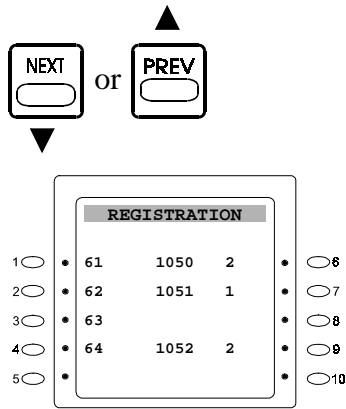 NEXT or PREV
REGISTRATION
1 61 1050 2 6
2 62 1051 1 7
3 63 8
4 64 1052 2 9
5 10